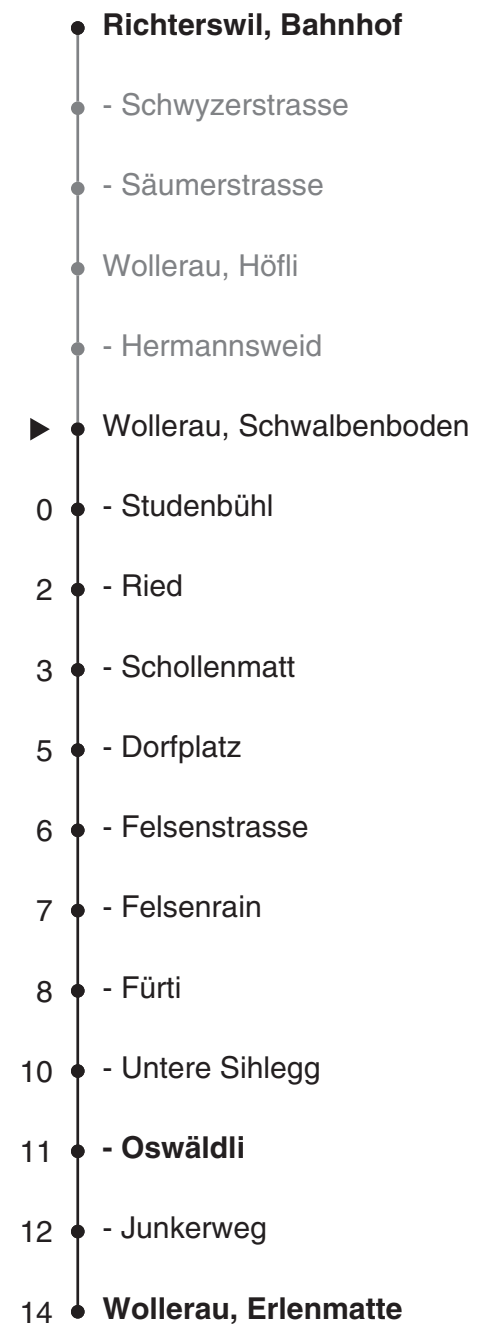 Richterswil, Bahnhof
- Schwyzerstrasse
- Säumerstrasse
Wollerau, Höfli
- Hermannsweid
Wollerau, Schwalbenboden
0 - Studenbühl
2 - Ried
3 - Schollenmatt
5 - Dorfplatz
6 - Felsenstrasse
7 - Felsenrain
8 - Fürti
10 - Untere Sihlegg
11 - Oswäldli
12 - Junkerweg
14 Wollerau, Erlenmatte